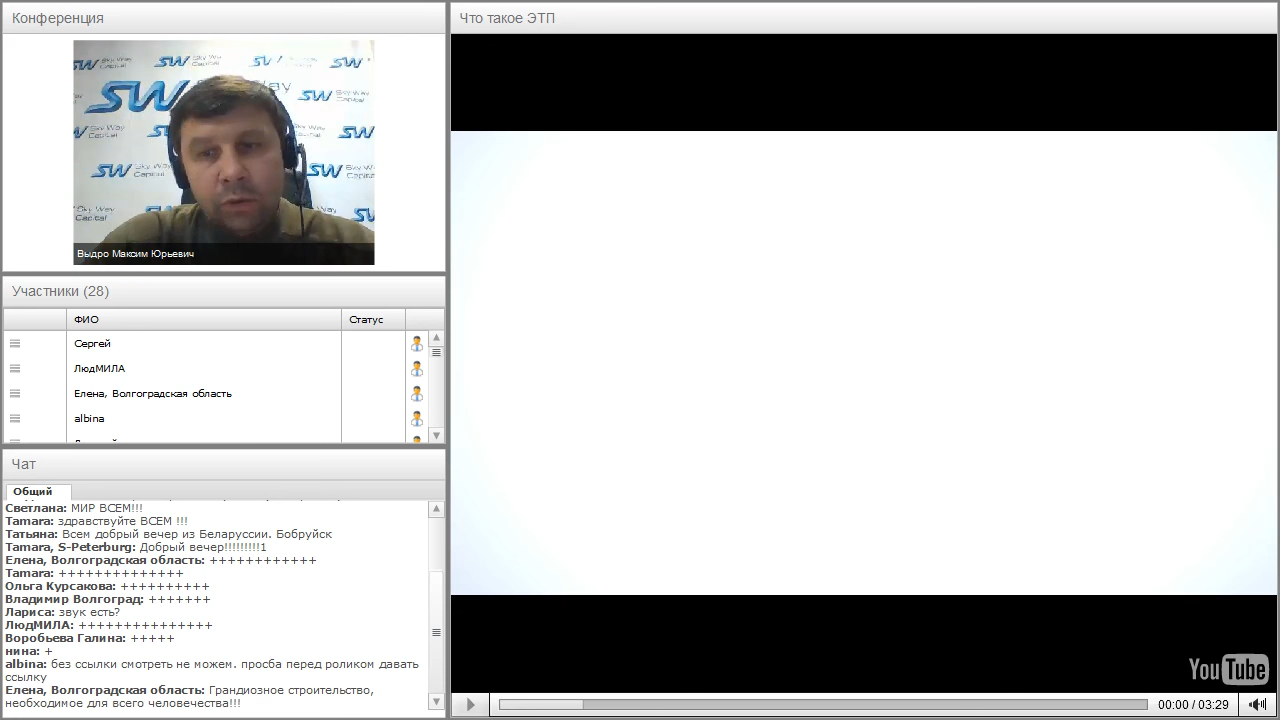 Конференция
SW Sky Way Capital
Выдро Максим Юрьевич
Участники (28)
ФИО Статус
Сергей
ЛюдМИЛА
Елена, Волгоградская область
albina
Чат
Общий
Светлана: МИР ВСЕМ!!!
Tamara: здравствуйте ВСЕМ !!!
Татьяна: Всем добрый вечер из Беларуссии. Бобруйск
Tamara, S-Peterburg: Добрый вечер!!!!!!!!!1
Елена, Волгоградская область: ++++++++++++
Tamara: ++++++++++++++
Ольга Курсакова: ++++++++++
Владимир Волгоград: +++++++
Лариса: звук есть?
ЛюдМИЛА: +++++++++++++++
Воробьева Галина: +++++
нина: +
albina: без ссылки смотреть не можем. просба перед роликом давать
ссылку
Елена, Волгоградская область: Грандиозное строительство,
необходимое для всего челивечества!!!
Что такое ЭТП
YouTube
00:00 / 03:29